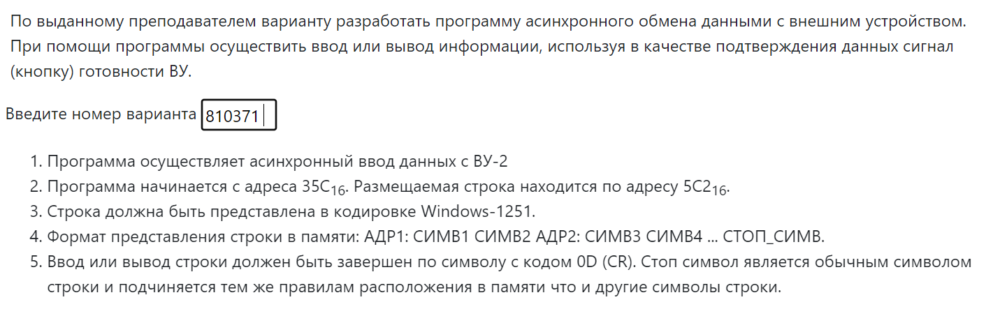 По выданному преподавателем варианту разработать программу асинхронного обмена данными с внешним устройством.
При помощи программы осуществить ввод или вывод информации, используя в качестве подтверждения данных сигнал
(кнопку) готовности ВУ.
Введите номер варианта 810371
1. Программа осуществляет асинхронный ввод данных с ВУ-2
2. Программа начинается с адреса 35C₁₆. Размещаемая строка находится по адресу 5C2₁₆.
3. Строка должна быть представлена в кодировке Windows-1251.
4. Формат представления строки в памяти: АДР1: СИМВ1 СИМВ2 АДР2: СИМВ3 СИМВ4 ... СТОП_СИМВ.
5. Ввод или вывод строки должен быть завершен по символу с кодом 0D (CR). Стоп символ является обычным символом
строки и подчиняется тем же правилам расположения в памяти что и другие символы строки.